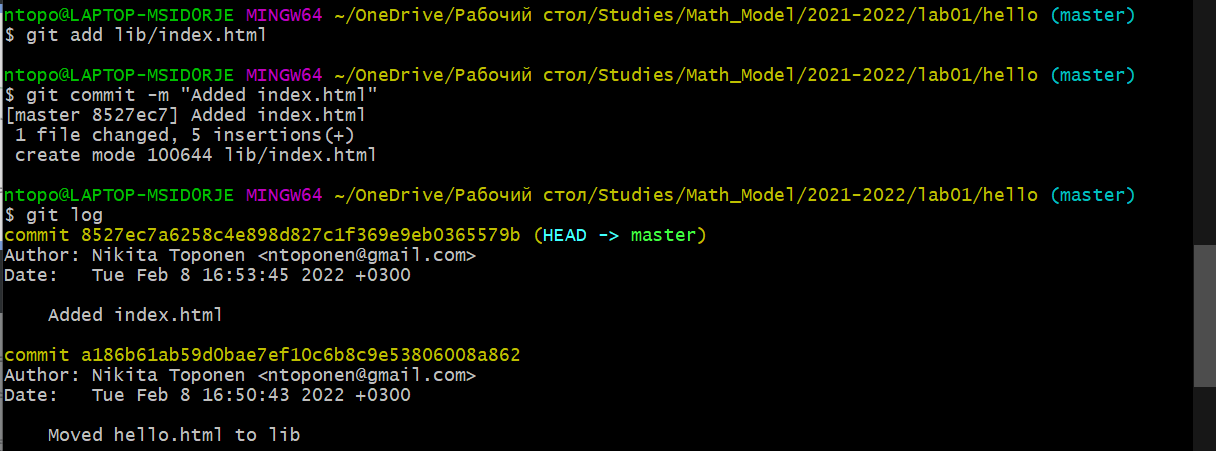 ntopo@LAPTOP-MSIDORJE MINGW64 ~/OneDrive/Рабочий стол/Studies/Math_Model/2021-2022/lab01/hello (master)
$ git add lib/index.html
ntopo@LAPTOP-MSIDORJE MINGW64 ~/OneDrive/Рабочий стол/Studies/Math_Model/2021-2022/lab01/hello (master)
$ git commit -m "Added index.html"
[master 8527ec7] Added index.html
 1 file changed, 5 insertions(+)
 create mode 100644 lib/index.html
ntopo@LAPTOP-MSIDORJE MINGW64 ~/OneDrive/Рабочий стол/Studies/Math_Model/2021-2022/lab01/hello (master)
$ git log
commit 8527ec7a6258c4e898d827c1f369e9eb0365579b (HEAD -> master)
Author: Nikita Toponen <ntoponen@gmail.com>
Date:   Tue Feb 8 16:53:45 2022 +0300
    Added index.html
commit a186b61ab59d0bae7ef10c6b8c9e53806008a862
Author: Nikita Toponen <ntoponen@gmail.com>
Date:   Tue Feb 8 16:50:43 2022 +0300
    Moved hello.html to lib